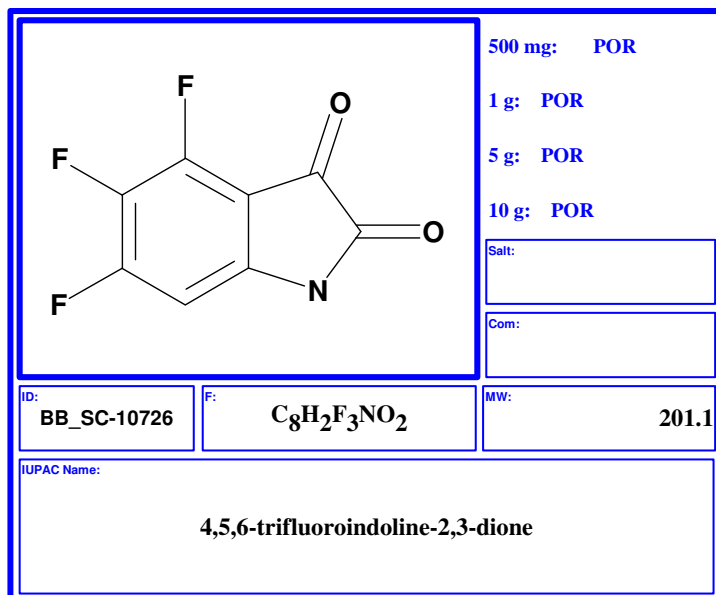 F
F
F
O
O
N
500 mg: POR
1 g: POR
5 g: POR
10 g: POR
Salt:
Com:
ID:
BB_SC-10726
F:
C8H2F3NO2
MW:
201.1
IUPAC Name:
4,5,6-trifluoroindoline-2,3-dione